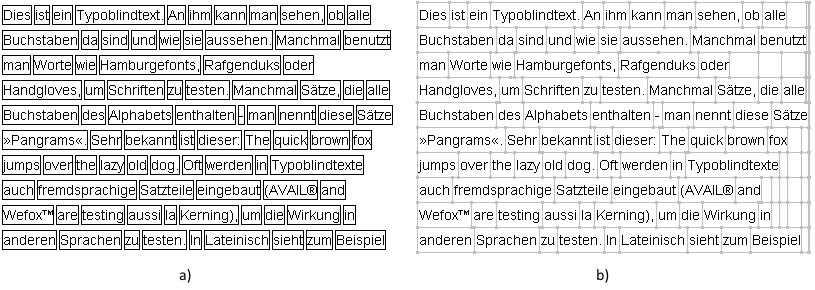 Dies ist ein Typoblindtext. An ihm kann man sehen, ob alle
Buchstaben da sind und wie sie aussehen. Manchmal benutzt
man Worte wie Hamburgefonts, Rafgenduks oder
Handgloves, um Schriften zu testen. Manchmal Sätze, die alle
Buchstaben des Alphabets enthalten - man nennt diese Sätze
»Pangrams«. Sehr bekannt ist dieser: The quick brown fox
jumps over the lazy old dog. Oft werden in Typoblindtexte
auch fremdsprachige Satzteile eingebaut (AVAIL® and
Wefox™ are testing aussi la Kerning), um die Wirkung in
anderen Sprachen zu testen. In Lateinisch sieht zum Beispiel
a)
Dies ist ein Typoblindtext. An ihm kann man sehen, ob alle
Buchstaben da sind und wie sie aussehen. Manchmal benutzt
man Worte wie Hamburgefonts, Rafgenduks oder
Handgloves, um Schriften zu testen. Manchmal Sätze, die alle
Buchstaben des Alphabets enthalten - man nennt diese Sätze
»Pangrams«. Sehr bekannt ist dieser: The quick brown fox
jumps over the lazy old dog. Oft werden in Typoblindtexte
auch fremdsprachige Satzteile eingebaut (AVAIL® and
Wefox™ are testing aussi la Kerning), um die Wirkung in
anderen Sprachen zu testen. In Lateinisch sieht zum Beispiel
b)